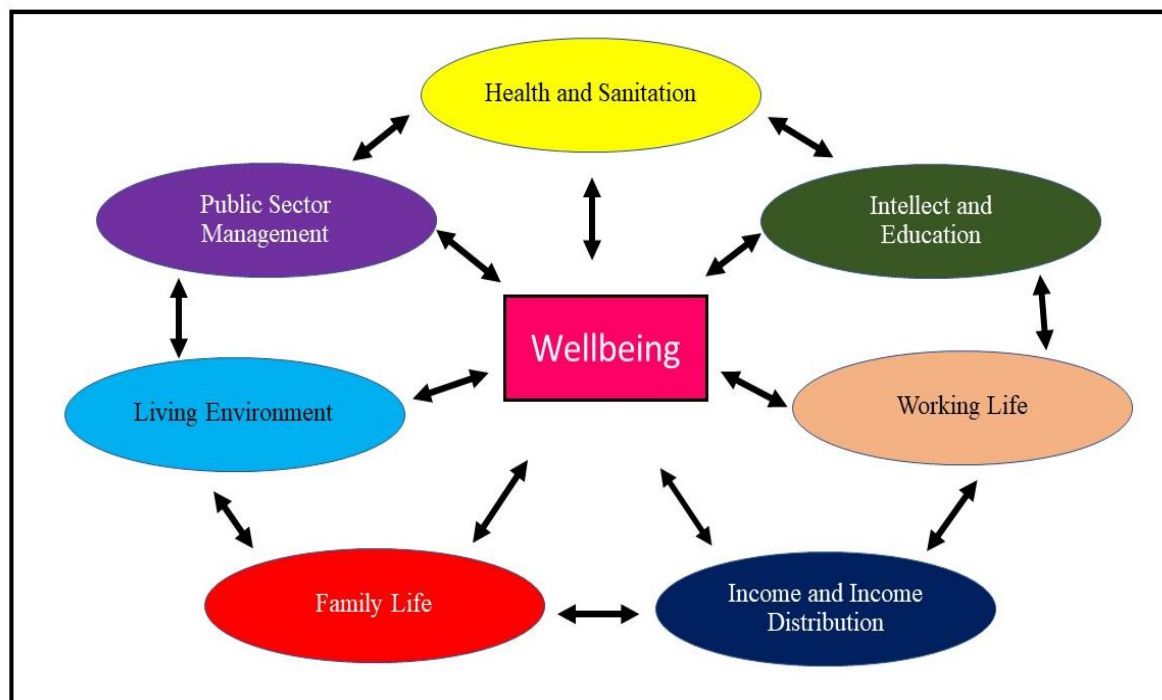 Health and Sanitation
Public Sector
Management
Intellect and
Education
Wellbeing
Living Environment
Working Life
Family Life
Income and Income
Distribution